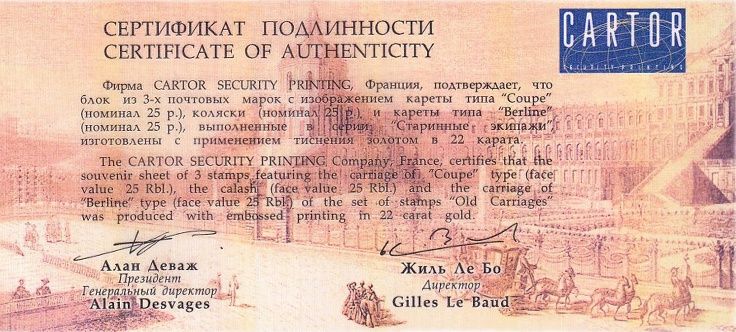 СЕРТИФИКАТ ПОДЛИННОСТИ
CERTIFICATE OF AUTHENTICITY
CARTOR
SECURITY PRINTING
Фирма CARTOR SECURITY PRINTING, Франция, подтверждает, что
блок из 3-х почтовых марок с изображением кареты типа "Coupe"
(номинал 25 р.), коляски (номинал 25 р.), и кареты типа "Berline"
(номинал 25 р.), выполненные в серии: "Старинные экипажи",
изготовлены с применением тиснения золотом в 22 карата.
The CARTOR SECURITY PRINTING Company, France, certifies that the
souvenir sheet of 3 stamps featuring the carriage of "Coupe" type (face
value 25 Rbl.), the calash (face value 25 Rbl.) and the carriage of
"Berline" type (face value 25 Rbl.) of the set of stamps "Old Carriages"
was produced with embossed printing in 22 carat gold.
Алан Деваж
Президент
Генеральный директор
Alain Desvages
Жиль Ле Бо
Директор
Gilles Le Baud